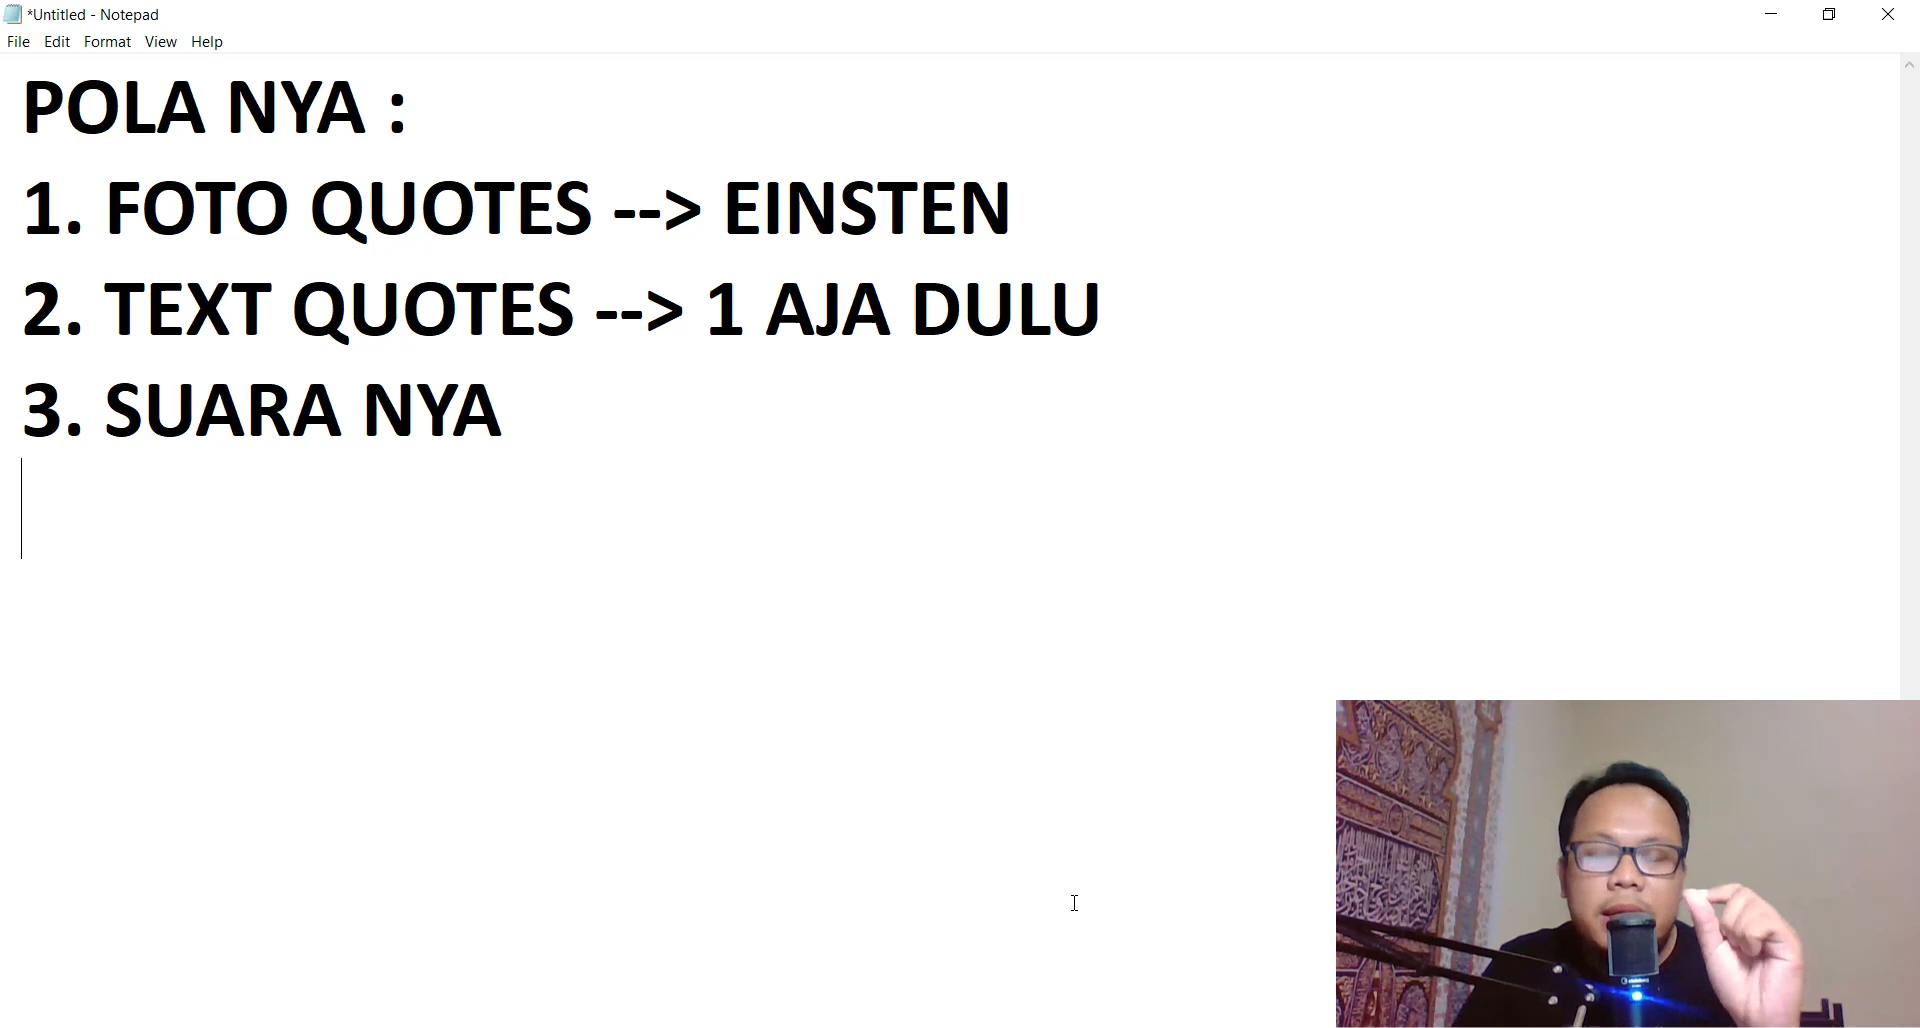 *Untitled - Notepad
File Edit Format View Help
POLA NYA :
1. FOTO QUOTES --> EINSTEN
2. TEXT QUOTES --> 1 AJA DULU
3. SUARA NYA